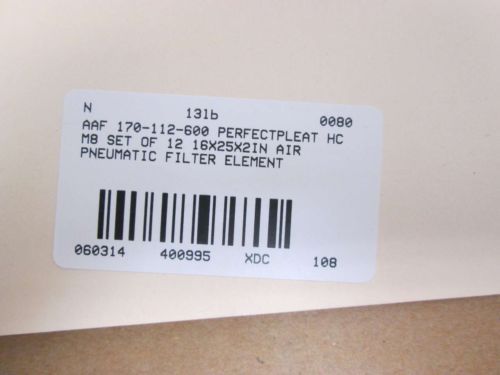 N 13lb 0080
AAF 170-112-600 PERFECTPLEAT HC
M8 SET OF 12 16X25X2IN AIR
PNEUMATIC FILTER ELEMENT
060314 400995 XDC 108